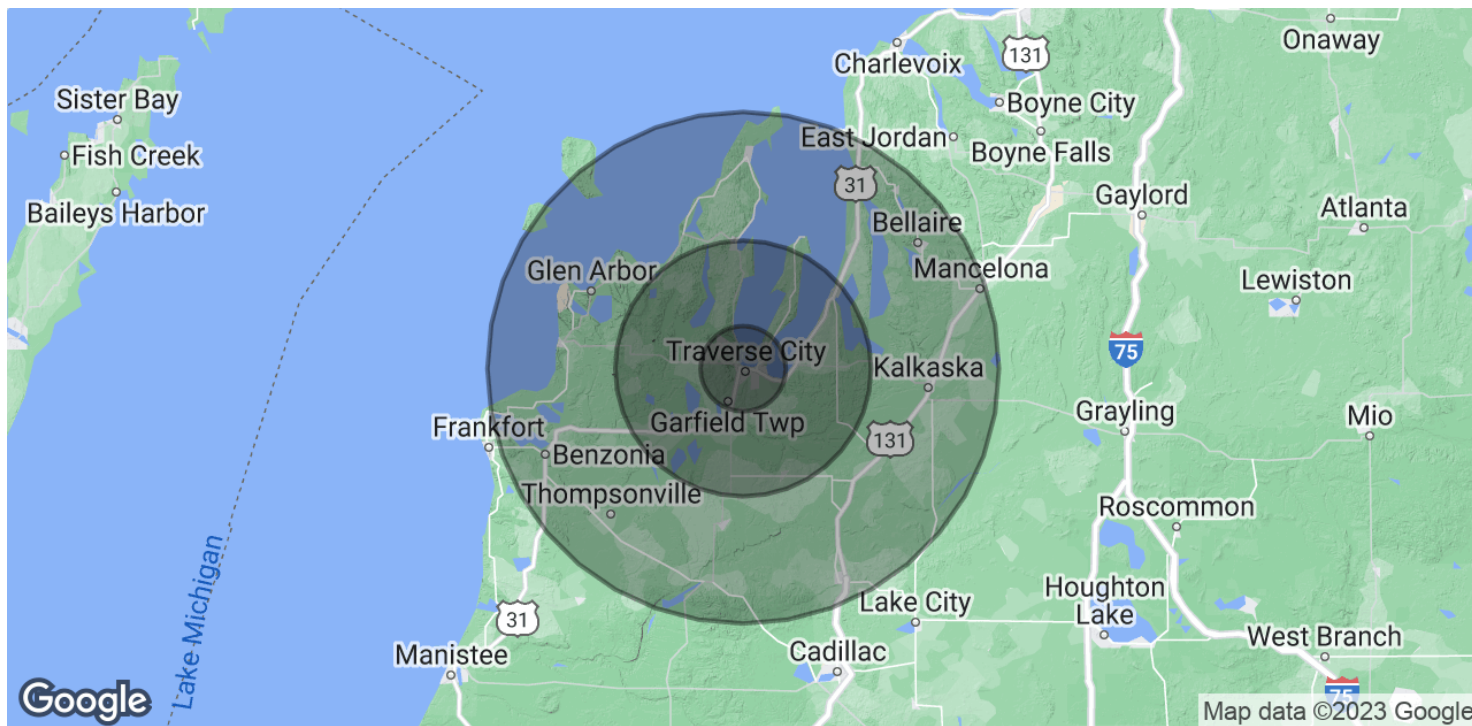 Onaway
131
Charlevoix
Sister Bay
Boyne City
East Jordan
Fish Creek
Boyne Falls
31
Gaylord
Baileys Harbor
Bellaire
Atlanta
Glen Arbor
Mancelona
Lewiston
Traverse City
75
Kalkaska
Garfield Twp
Grayling
Mio
Frankfort
131
Benzonia
Thompsonville
Roscommon
Lake Michigan
Houghton
Lake
Lake City
31
West Branch
Manistee
Cadillac
75
Google
Map data ©2023 Google